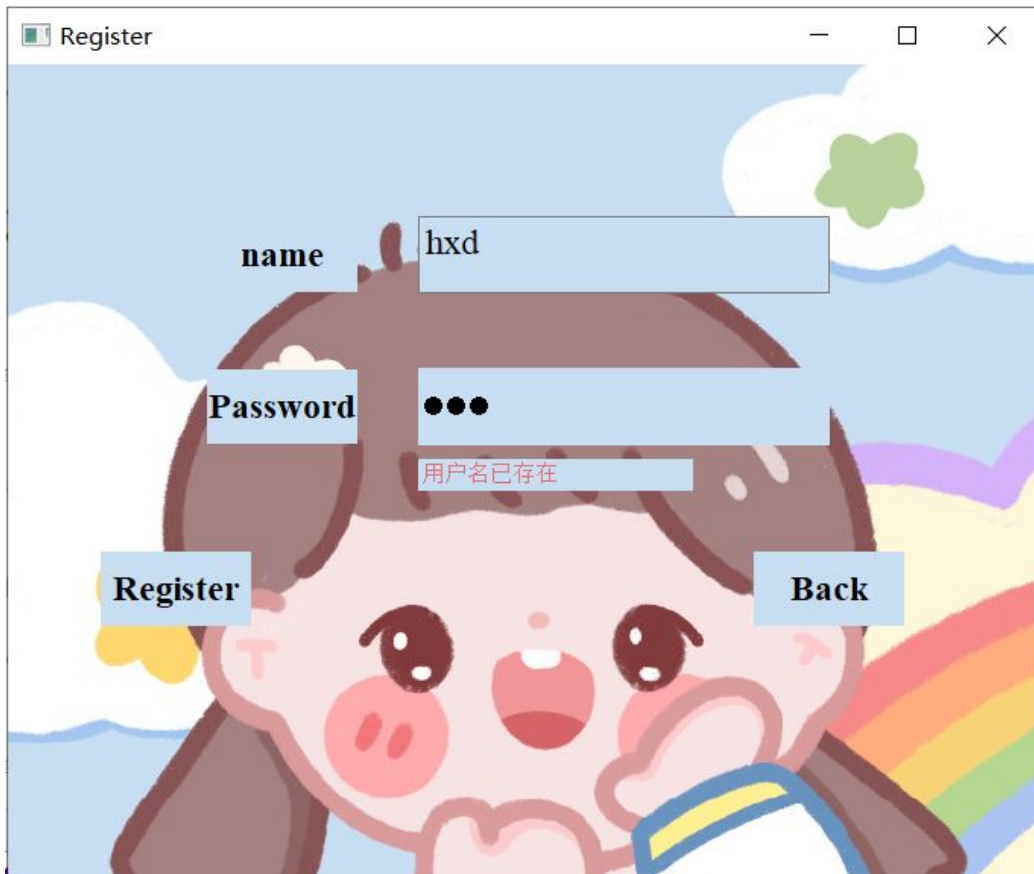 Register
name
hxd
Password
●●●
用户名已存在
Register
Back